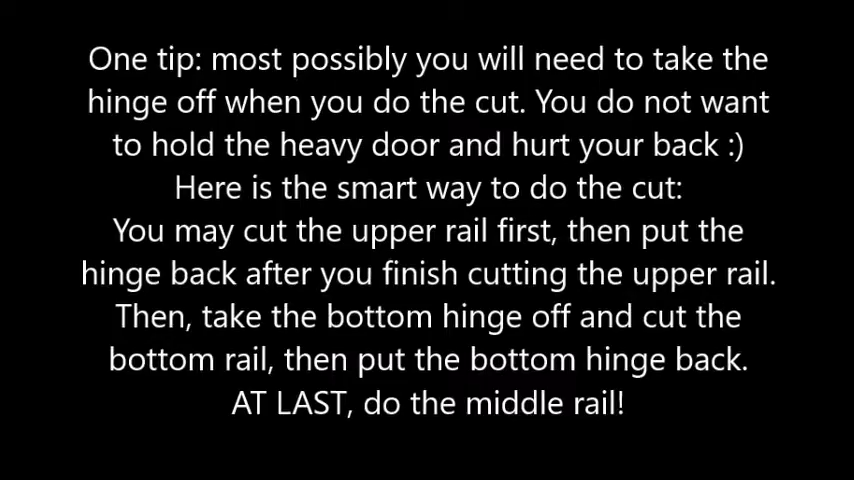 One tip: most possibly you will need to take the
hinge off when you do the cut. You do not want
to hold the heavy door and hurt your back :)
Here is the smart way to do the cut:
You may cut the upper rail first, then put the
hinge back after you finish cutting the upper rail.
Then, take the bottom hinge off and cut the
bottom rail, then put the bottom hinge back.
AT LAST, do the middle rail!